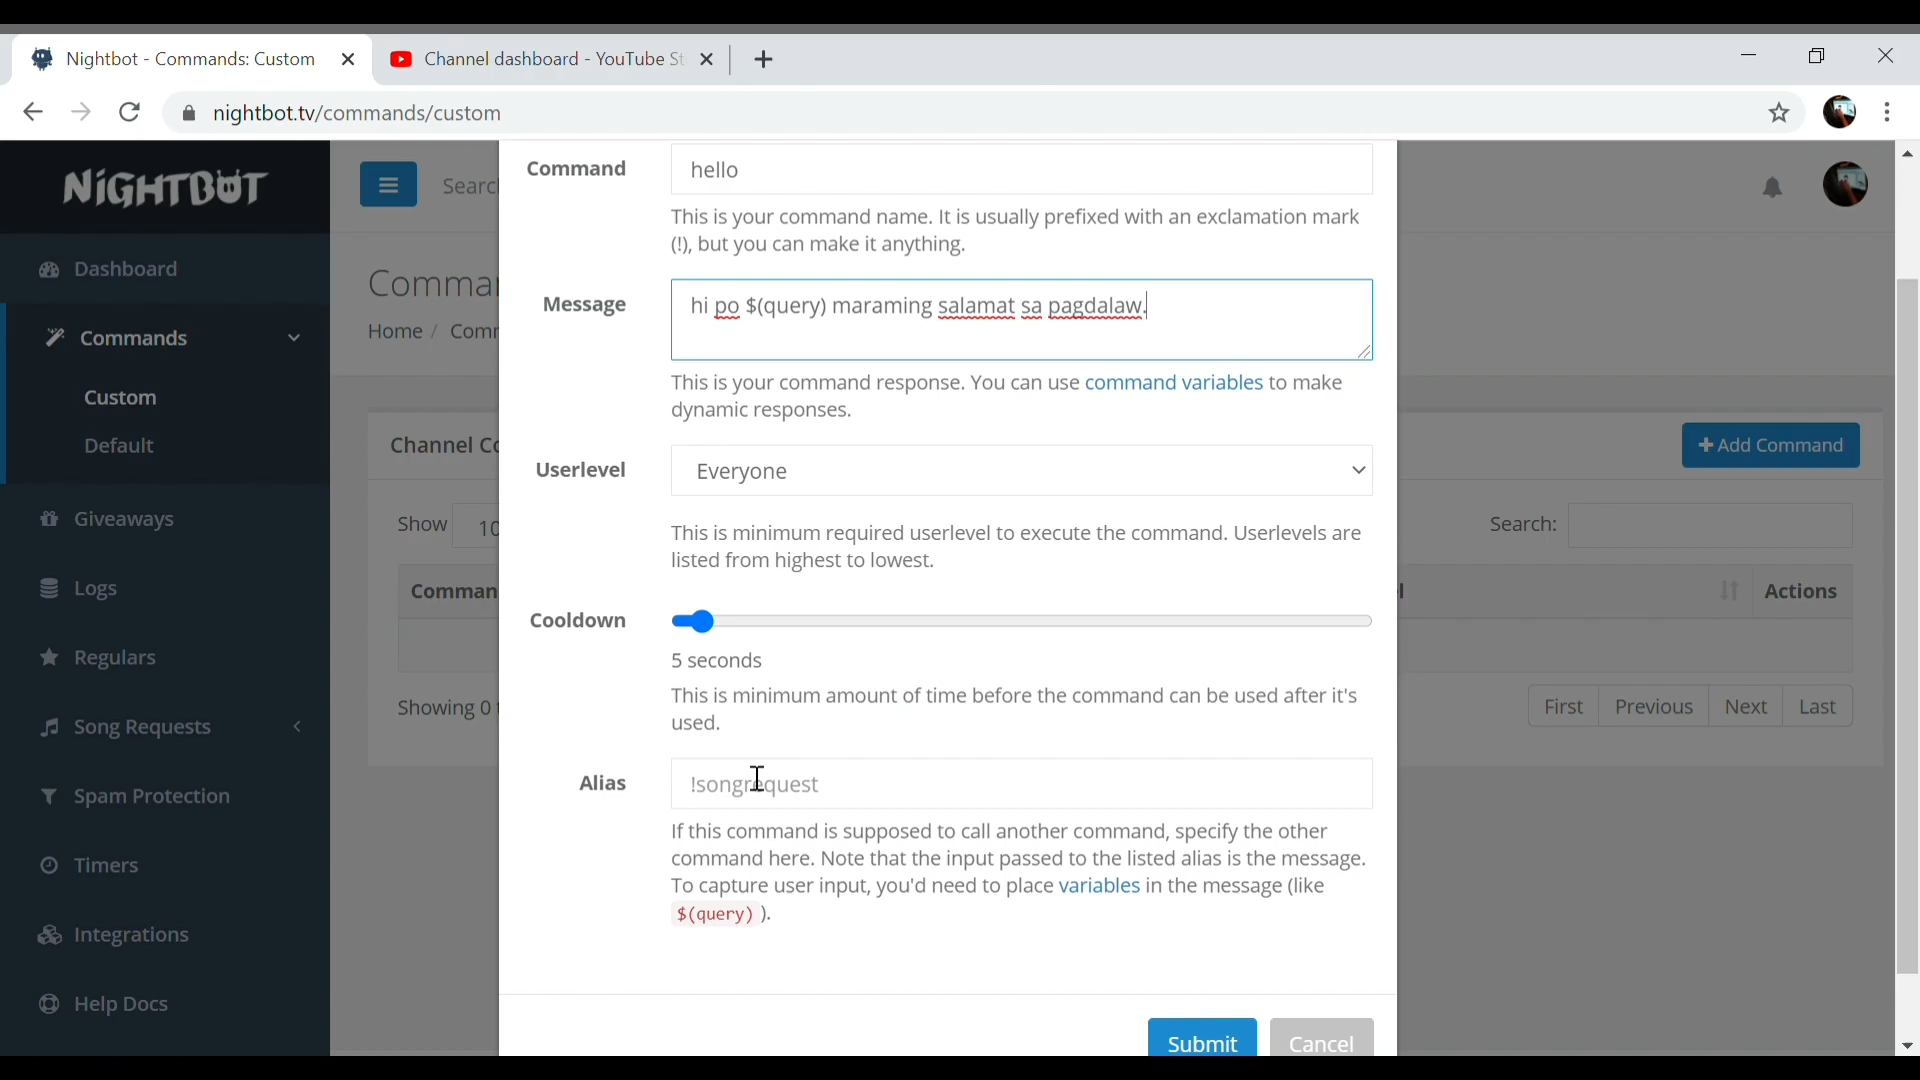 Nightbot - Commands: Custom
Channel dashboard - YouTube St
nightbot.tv/commands/custom
NIGHTBOT
Dashboard
Commands
Custom
Default
Giveaways
Logs
Regulars
Song Requests
Spam Protection
Timers
Integrations
Help Docs
Home / 
Show 10
Showing 0
Command hello
This is your command name. It is usually prefixed with an exclamation mark
(!), but you can make it anything.
Message hi po $(query) maraming salamat sa pagdalaw.
This is your command response. You can use command variables to make
dynamic responses.
Userlevel Everyone
This is minimum required userlevel to execute the command. Userlevels are
listed from highest to lowest.
Cooldown
5 seconds
This is minimum amount of time before the command can be used after it's
used.
Alias !songrequest
If this command is supposed to call another command, specify the other
command here. Note that the input passed to the listed alias is the message.
To capture user input, you'd need to place variables in the message (like
$(query) ).
Submit Cancel
+ Add Command
Search:
Actions
First Previous Next Last